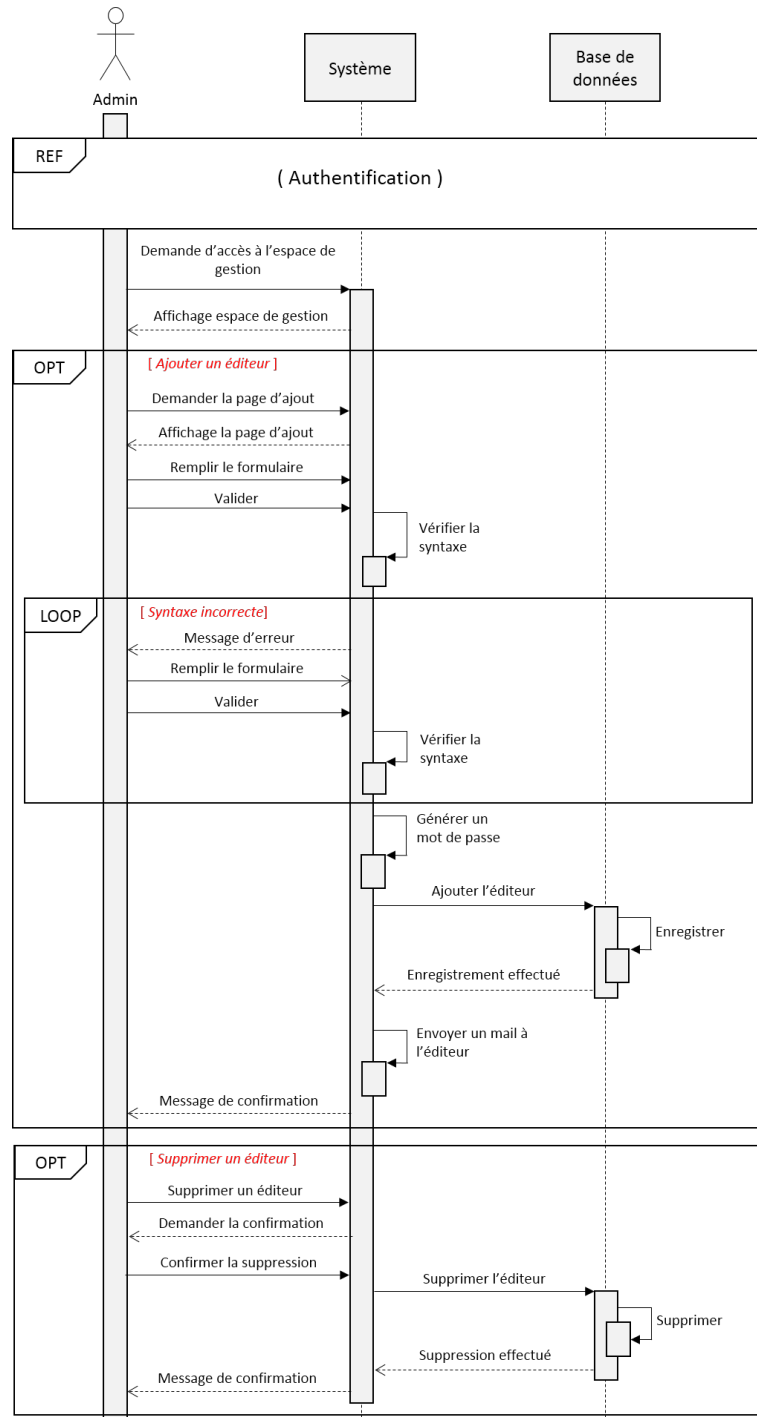 Admin
Système
Base de
données
REF
( Authentification )
Demande d’accès à l’espace de
gestion
Affichage espace de gestion
OPT
[ Ajouter un éditeur ]
Demander la page d’ajout
Affichage la page d’ajout
Remplir le formulaire
Valider
Vérifier la
syntaxe
LOOP
[ Syntaxe incorrecte]
Message d’erreur
Remplir le formulaire
Valider
Vérifier la
syntaxe
Générer un
mot de passe
Ajouter l’éditeur
Enregistrer
Enregistrement effectué
Envoyer un mail à
l’éditeur
Message de confirmation
OPT
[ Supprimer un éditeur ]
Supprimer un éditeur
Demander la confirmation
Confirmer la suppression
Supprimer l’éditeur
Supprimer
Suppression effectué
Message de confirmation